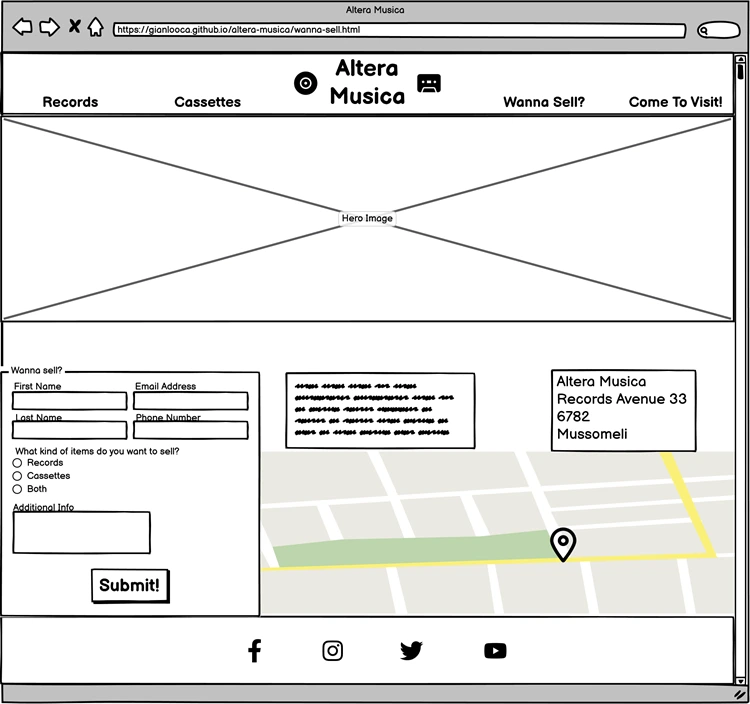 Altera Musica
https://gianlooca.github.io/altera-musica/wanna-sell.html
Records
Cassettes
Altera
Musica
Wanna Sell?
Come To Visit!
Hero Image
Wanna sell?
First Name
Email Address
Last Name
Phone Number
What kind of items do you want to sell?
Records
Cassettes
Both
Additional Info
Submit!
Altera Musica
Records Avenue 33
6782
Mussomeli